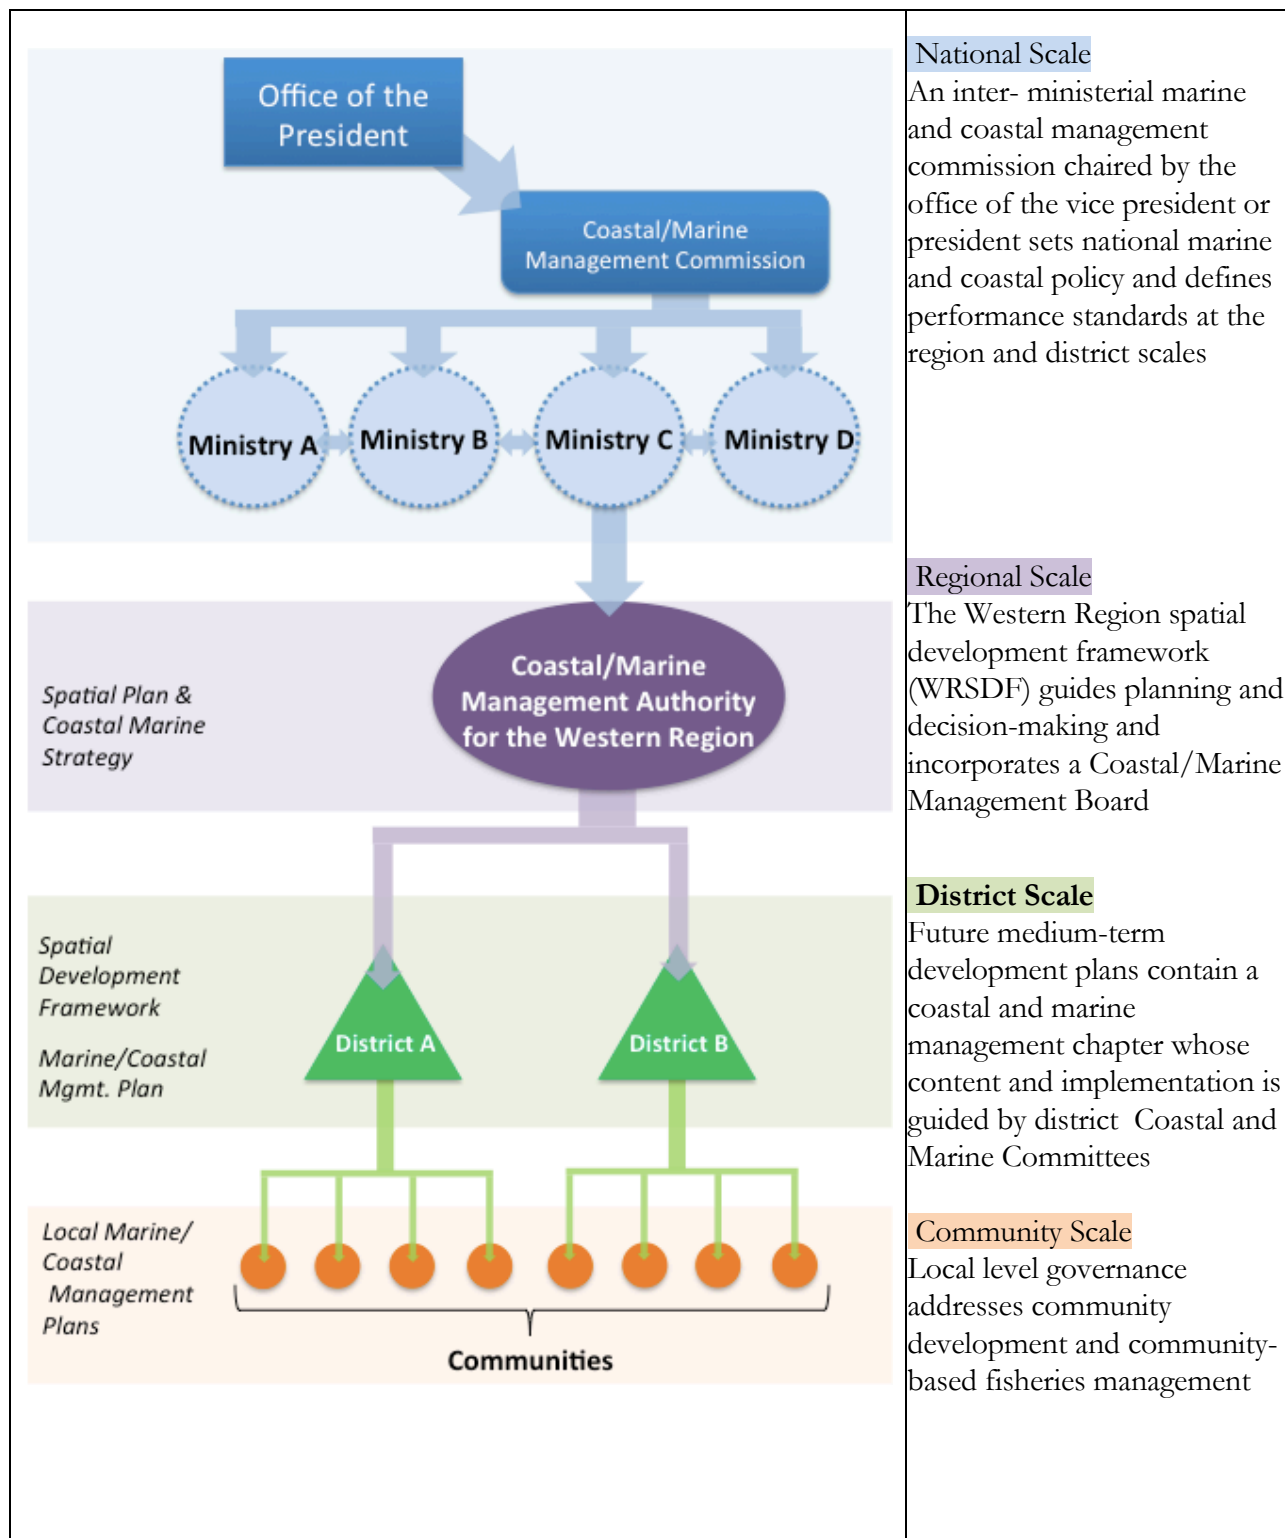 Office of the
President
Coastal/Marine
Management Commission
Ministry A
Ministry B
Ministry C
Ministry D
National Scale
An inter- ministerial marine
and coastal management
commission chaired by the
office of the vice president or
president sets national marine
and coastal policy and defines
performance standards at the
region and district scales
Spatial Plan &
Coastal Marine
Strategy
Coastal/Marine
Management Authority
for the Western Region
Regional Scale
The Western Region spatial
development framework
(WRSDF) guides planning and
decision-making and
incorporates a Coastal/Marine
Management Board
Spatial
Development
Framework
Marine/Coastal
Mgmt. Plan
District A
District B
District Scale
Future medium-term
development plans contain a
coastal and marine
management chapter whose
content and implementation is
guided by district  Coastal and
Marine Committees
Local Marine/
Coastal
Management
Plans
Communities
Community Scale
Local level governance
addresses community
development and community-
based fisheries management